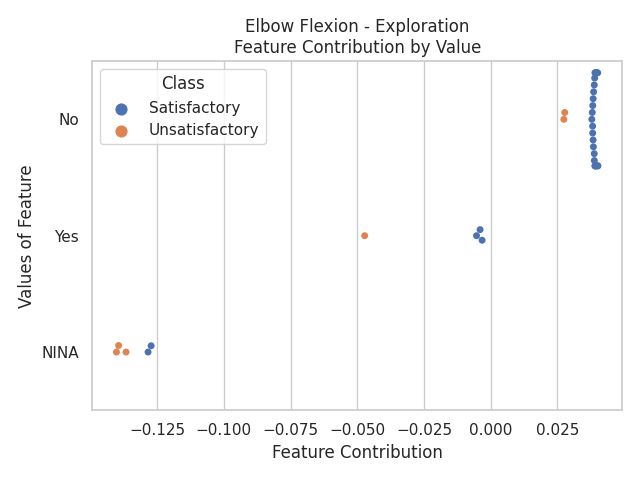 Elbow Flexion - Exploration
Feature Contribution by Value
Class
Satisfactory
Unsatisfactory
Values of Feature
No
Yes
NINA
−0.125
−0.100
−0.075
−0.050
−0.025
0.000
0.025
Feature Contribution